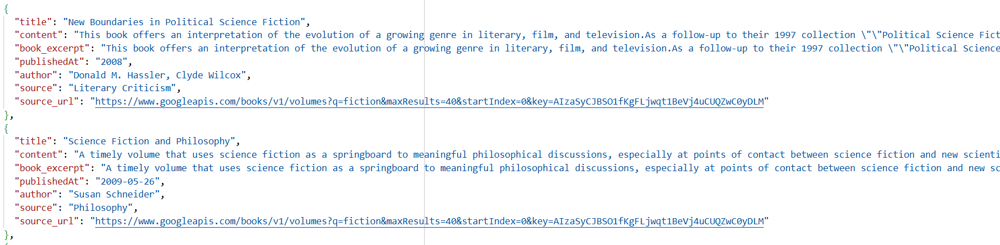 {
"title": "New Boundaries in Political Science Fiction",
"content": "This book offers an interpretation of the evolution of a growing genre in literary, film, and television.As a follow-up to their 1997 collection \"\"Political Science Fict
"book_excerpt": "This book offers an interpretation of the evolution of a growing genre in literary, film, and television.As a follow-up to their 1997 collection \"\"Political Science
"publishedAt": "2008",
"author": "Donald M. Hassler, Clyde Wilcox",
"source": "Literary Criticism",
"source_url": "https://www.googleapis.com/books/v1/volumes?q=fiction&maxResults=40&startIndex=0&key=AIzaSyCJBSO1fKgFLjwqt1BeVj4uCUQZwC0yDLM"
},
{
"title": "Science Fiction and Philosophy",
"content": "A timely volume that uses science fiction as a springboard to meaningful philosophical discussions, especially at points of contact between science fiction and new scienti
"book_excerpt": "A timely volume that uses science fiction as a springboard to meaningful philosophical discussions, especially at points of contact between science fiction and new sc
"publishedAt": "2009-05-26",
"author": "Susan Schneider",
"source": "Philosophy",
"source_url": "https://www.googleapis.com/books/v1/volumes?q=fiction&maxResults=40&startIndex=0&key=AIzaSyCJBSO1fKgFLjwqt1BeVj4uCUQZwC0yDLM"
},